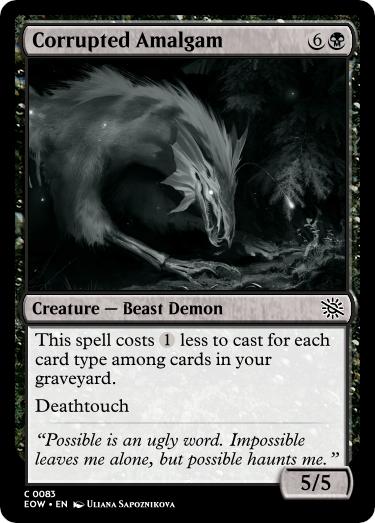 Corrupted Amalgam 6
Creature — Beast Demon
This spell costs 1 less to cast for each
card type among cards in your
graveyard.
Deathtouch
“Possible is an ugly word. Impossible
leaves me alone, but possible haunts me.”
5/5
C 0083
EOW • EN Uliana Sapoznikova